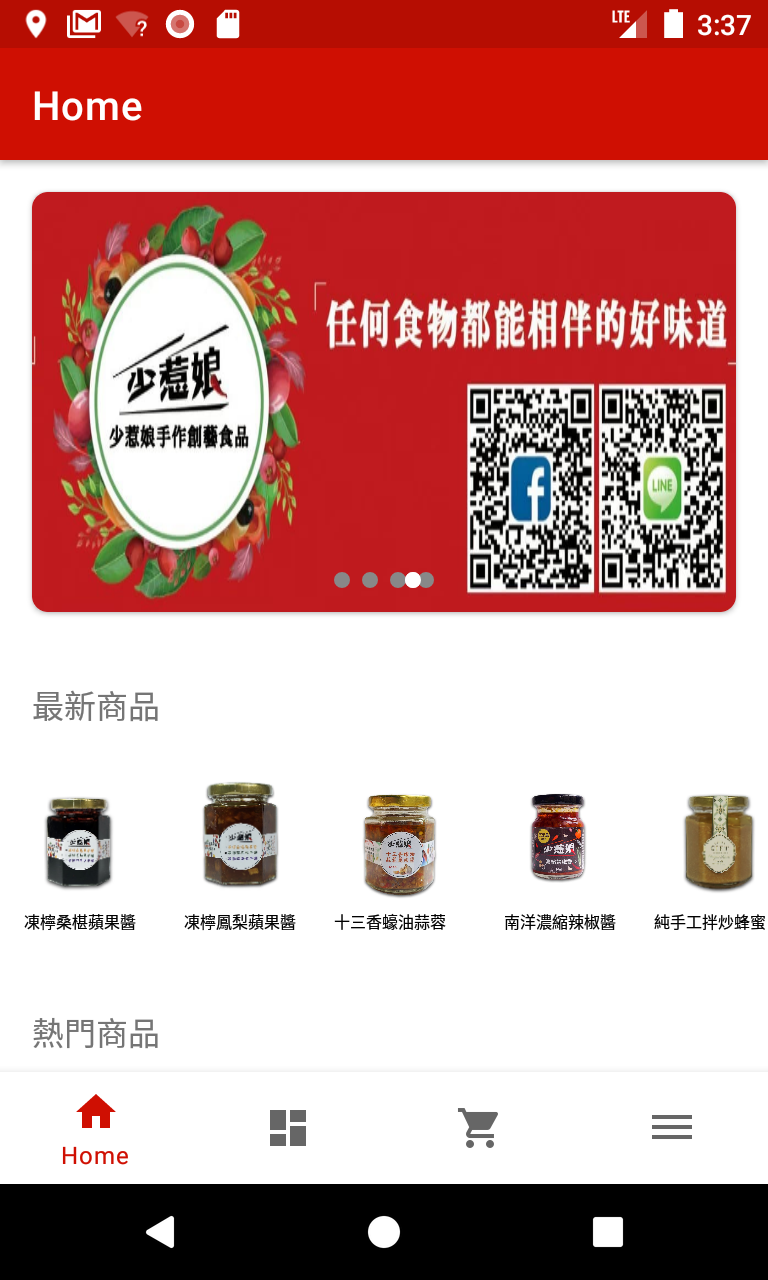 LTE
3:37
Home
「任何食物都能相伴的好味道
少惹娘
少惹娘手作創藝食品
LINE
最新商品
少惹娘
凍檸桑椹蘋果醬
凍檸鳳梨蘋果醬
十三香蠔油蒜蓉
南洋濃縮辣椒醬
純手工拌炒蜂蜜
熱門商品
Home